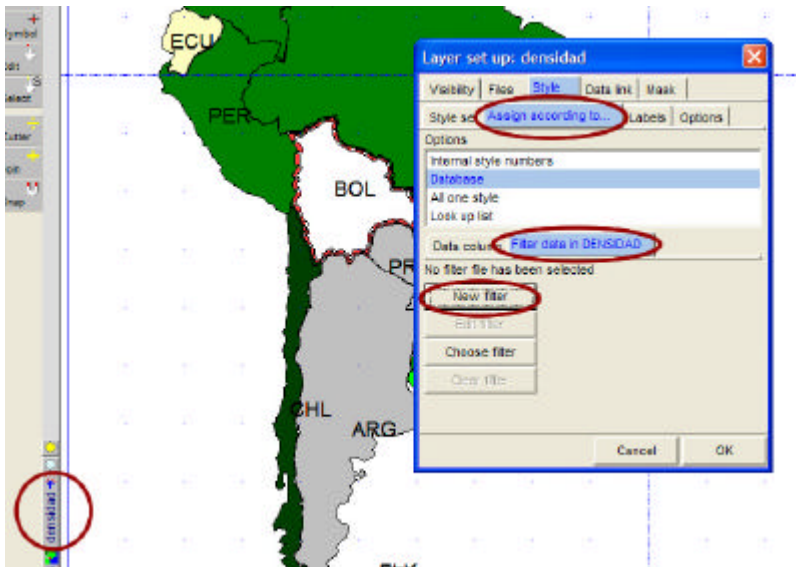 Symbol
Edit
S
Select
Cutter
Join
Snap
densidad
ECU
PER
BOL
PR
CHL
ARG
Layer set up: densidad
Visibility Files Style Data link Mask
Style se Assign according to... Labels Options
Options
Internal style numbers
Database
All one style
Look up list
Data column Filter data in DENSIDAD
No filter file has been selected
New filter
Edit filter
Choose filter
Clear filter
Cancel OK